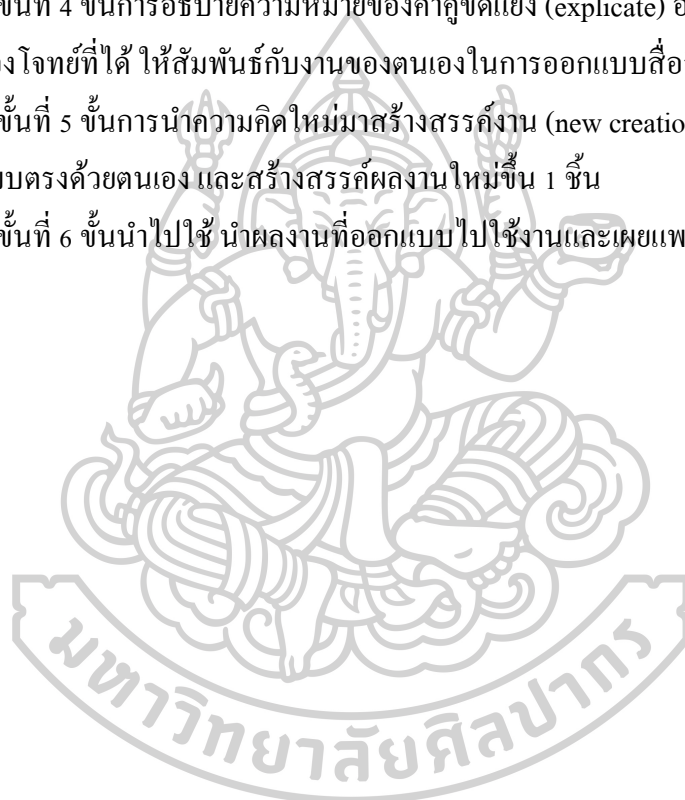 ขั้นที่ 4 ขั้นการอธิบายความหมายของคำคู่ขัดแย้ง (explicate) อ
งโจทย์ที่ได้ ให้สัมพันธ์กับงานของตนเองในการออกแบบสื่อ
ขั้นที่ 5 ขั้นการนำความคิดใหม่มาสร้างสรรค์งาน (new creatio
บตรงด้วยตนเอง และสร้างสรรค์ผลงานใหม่ขึ้น 1 ชิ้น
ขั้นที่ 6 ขั้นนำไปใช้ นำผลงานที่ออกแบบไปใช้งานและเผยแพ
มหาวิทยาลัยศิลปากร